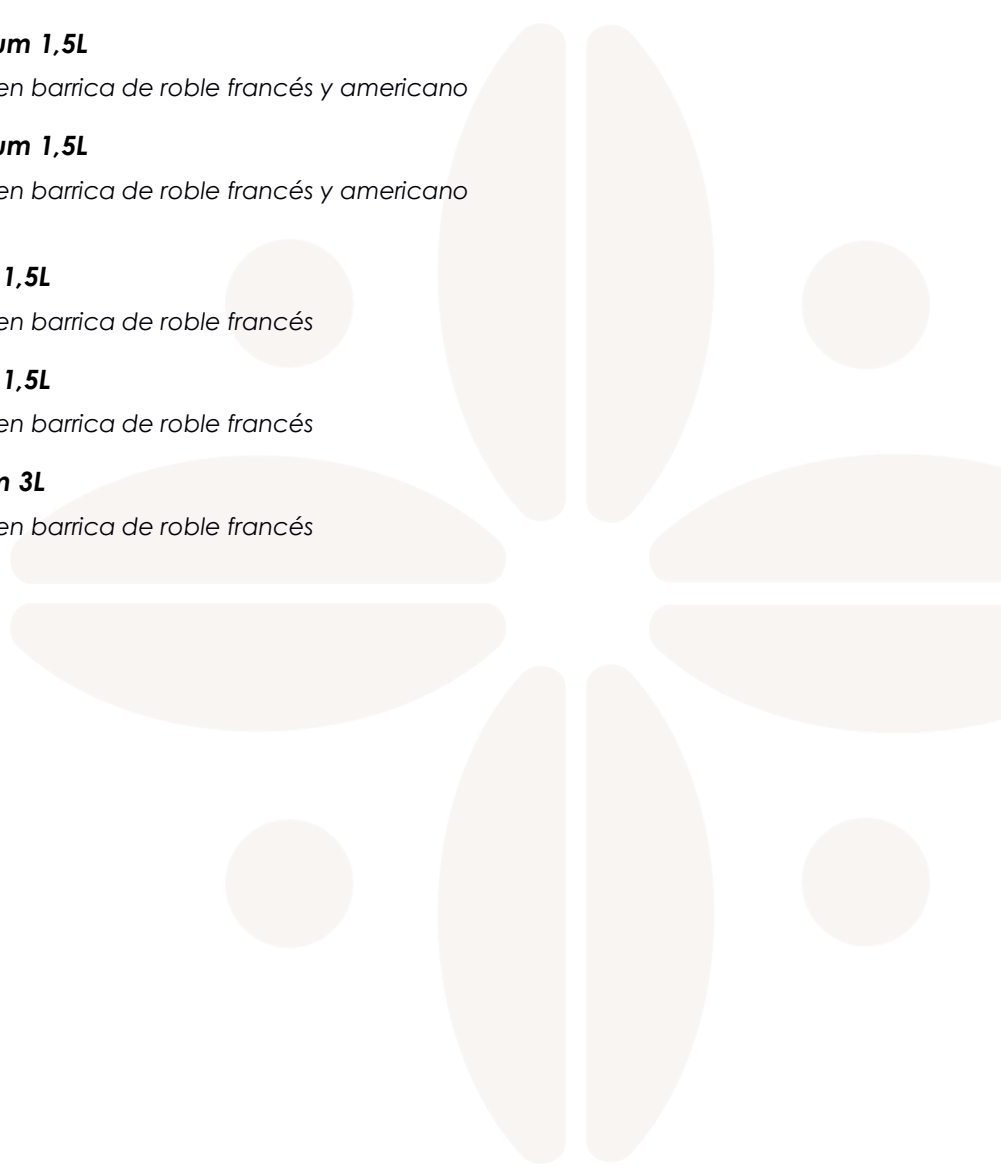 um 1,5L
en barrica de roble francés y americano
um 1,5L
en barrica de roble francés y americano
1,5L
en barrica de roble francés
1,5L
en barrica de roble francés
3L
en barrica de roble francés